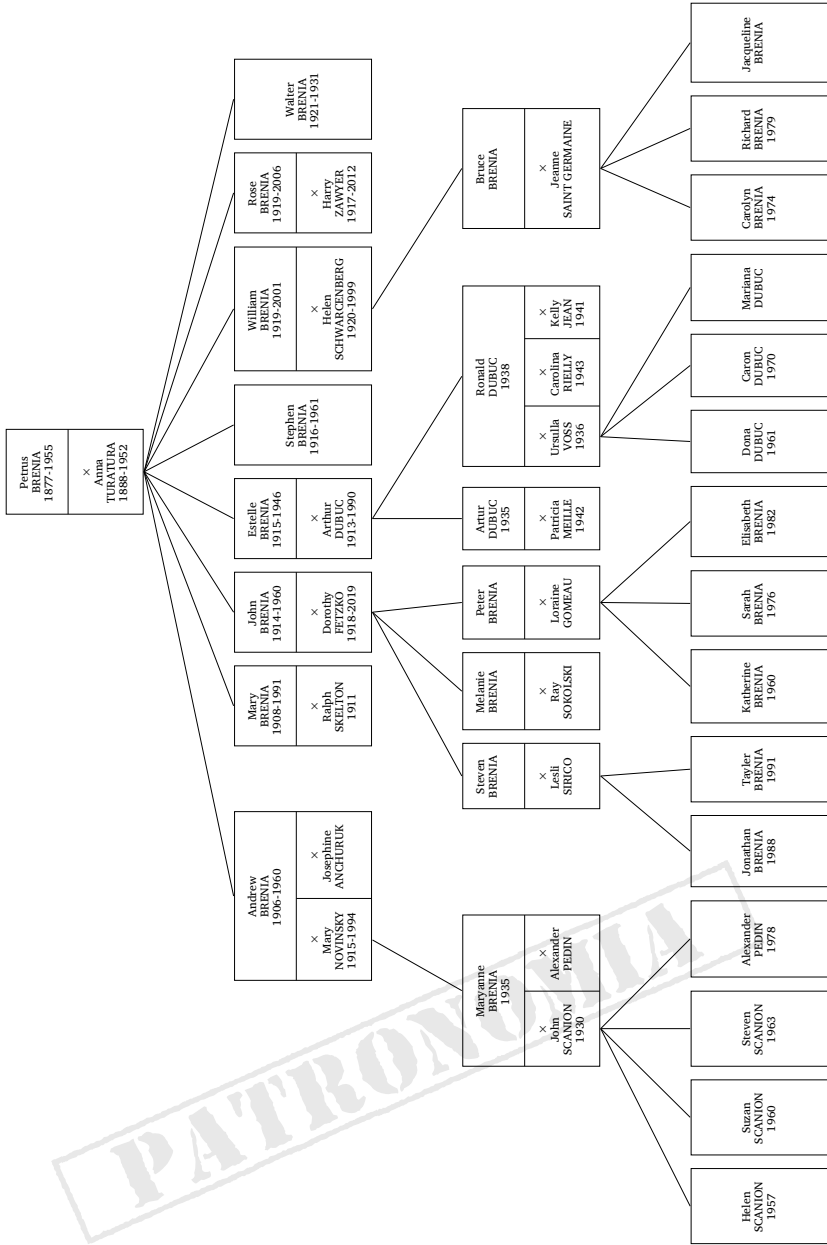 Petrus
BRENIA
1877-1955
×
Anna
TURATURA
1888-1952
Andrew
BRENIA
1906-1960
×
Mary
NOVINSKY
1915-1994
×
Josephine
ANCHURUK
Mary
BRENIA
1908-1991
×
Ralph
SKELTON
1911
John
BRENIA
1914-1960
×
Dorothy
FETZKO
1918-2019
Estelle
BRENIA
1915-1946
×
Arthur
DUBUC
1913-1990
Stephen
BRENIA
1916-1961
William
BRENIA
1919-2001
×
Helen
SCHWARCENBERG
1920-1999
Rose
BRENIA
1919-2006
×
Harry
ZAWYER
1917-2012
Walter
BRENIA
1921-1931
Maryanne
BRENIA
1935
×
John
SCANION
1930
×
Alexander
PEDIN
Steven
BRENIA
×
Lesli
SIRICO
Melanie
BRENIA
×
Ray
SOKOLSKI
Peter
BRENIA
×
Loraine
GOMEAU
Artur
DUBUC
1935
×
Patricia
MEILLE
1942
Ronald
DUBUC
1938
×
Ursulla
VOSS
1936
×
Carolina
RIELLY
1943
×
Kelly
JEAN
1941
Bruce
BRENIA
×
Jeanne
SAINT GERMAINE
Helen
SCANION
1957
Suzan
SCANION
1960
Steven
SCANION
1963
Alexander
PEDIN
1978
Jonathan
BRENIA
1988
Tayler
BRENIA
1991
Katherine
BRENIA
1960
Sarah
BRENIA
1976
Elisabeth
BRENIA
1982
Dona
DUBUC
1961
Caron
DUBUC
1970
Mariana
DUBUC
Carolyn
BRENIA
1974
Richard
BRENIA
1979
Jacqueline
BRENIA
PATRONOMIA